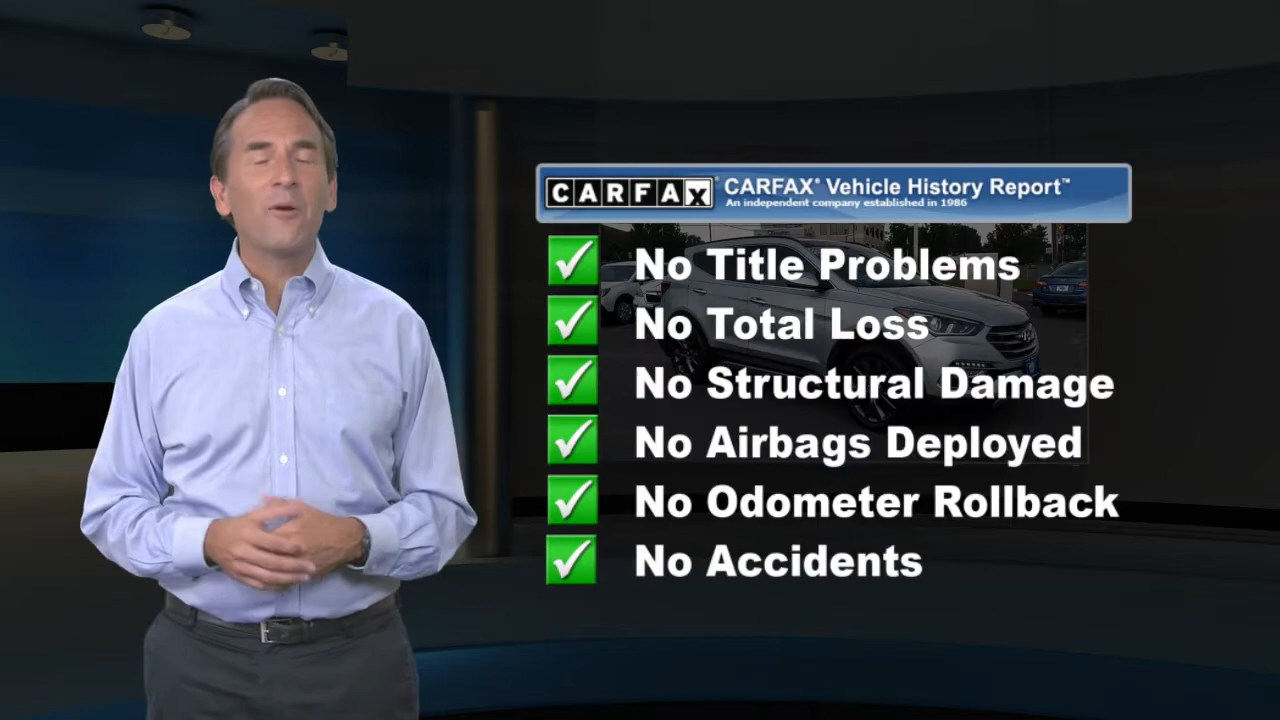 CARFAX® CARFAX® Vehicle History Report™
An independent company established in 1986
No Title Problems
No Total Loss
No Structural Damage
No Airbags Deployed
No Odometer Rollback
No Accidents